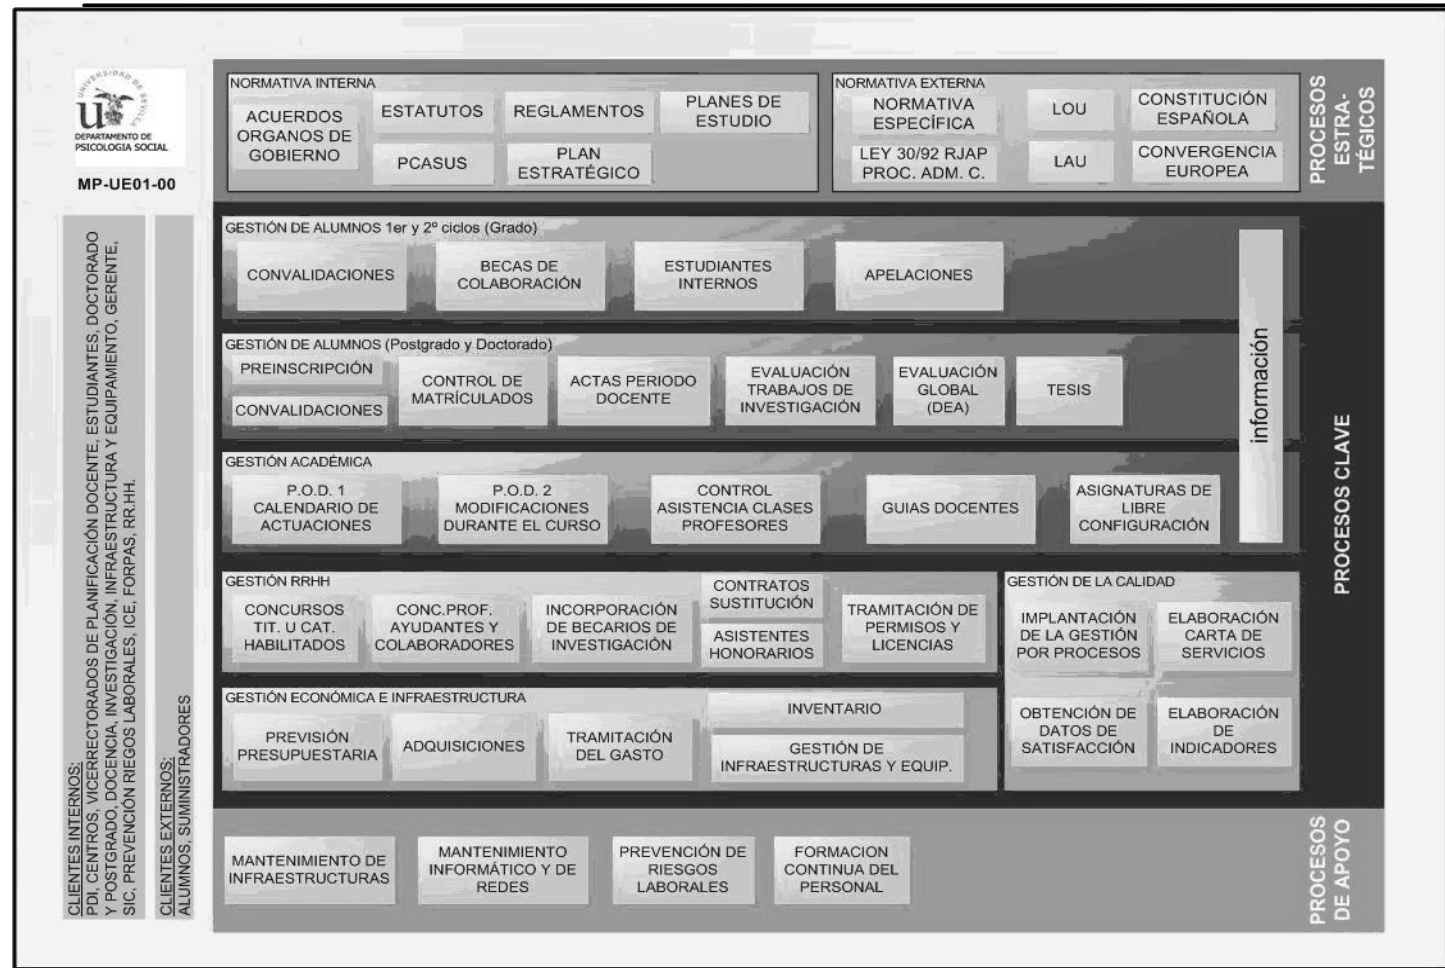 UNIVERSIDAD DE SEVILLA
DEPARTAMENTO DE
PSICOLOGIA SOCIAL
MP-UE01-00
CLIENTES INTERNOS:
PDI, CENTROS, VICERRECTORADOS DE PLANIFICACIÓN DOCENTE, ESTUDIANTES, DOCTORADO
Y POSTGRADO, DOCENCIA, INVESTIGACIÓN, INFRAESTRUCTURA Y EQUIPAMIENTO, GERENTE,
SIC, PREVENCIÓN RIEGOS LABORALES, ICE, FORPAS, RR.HH.
CLIENTES EXTERNOS:
ALUMNOS, SUMINISTRADORES
PROCESOS
ESTRA-
TÉGICOS
NORMATIVA INTERNA
ACUERDOS
ORGANOS DE
GOBIERNO
ESTATUTOS
REGLAMENTOS
PLANES DE
ESTUDIO
PCASUS
PLAN
ESTRATÉGICO
NORMATIVA EXTERNA
NORMATIVA
ESPECÍFICA
LOU
CONSTITUCIÓN
ESPAÑOLA
LEY 30/92 RJAP
PROC. ADM. C.
LAU
CONVERGENCIA
EUROPEA
PROCESOS CLAVE
GESTIÓN DE ALUMNOS 1er y 2º ciclos (Grado)
CONVALIDACIONES
BECAS DE
COLABORACIÓN
ESTUDIANTES
INTERNOS
APELACIONES
información
GESTIÓN DE ALUMNOS (Postgrado y Doctorado)
PREINSCRIPCIÓN
CONVALIDACIONES
CONTROL DE
MATRÍCULADOS
ACTAS PERIODO
DOCENTE
EVALUACIÓN
TRABAJOS DE
INVESTIGACIÓN
EVALUACIÓN
GLOBAL
(DEA)
TESIS
GESTIÓN ACADÉMICA
P.O.D. 1
CALENDARIO DE
ACTUACIONES
P.O.D. 2
MODIFICACIONES
DURANTE EL CURSO
CONTROL
ASISTENCIA CLASES
PROFESORES
GUIAS DOCENTES
ASIGNATURAS DE
LIBRE
CONFIGURACIÓN
GESTIÓN RRHH
CONCURSOS
TIT. U CAT.
HABILITADOS
CONC.PROF.
AYUDANTES Y
COLABORADORES
INCORPORACIÓN
DE BECARIOS DE
INVESTIGACIÓN
CONTRATOS
SUSTITUCIÓN
ASISTENTES
HONORARIOS
TRAMITACIÓN DE
PERMISOS Y
LICENCIAS
GESTIÓN DE LA CALIDAD
IMPLANTACIÓN
DE LA GESTIÓN
POR PROCESOS
ELABORACIÓN
CARTA DE
SERVICIOS
OBTENCIÓN DE
DATOS DE
SATISFACCIÓN
ELABORACIÓN
DE
INDICADORES
GESTIÓN ECONÓMICA E INFRAESTRUCTURA
PREVISIÓN
PRESUPUESTARIA
ADQUISICIONES
TRAMITACIÓN
DEL GASTO
INVENTARIO
GESTIÓN DE
INFRAESTRUCTURAS Y EQUIP.
PROCESOS
DE APOYO
MANTENIMIENTO DE
INFRAESTRUCTURAS
MANTENIMIENTO
INFORMÁTICO Y DE
REDES
PREVENCIÓN DE
RIESGOS
LABORALES
FORMACION
CONTINUA DEL
PERSONAL